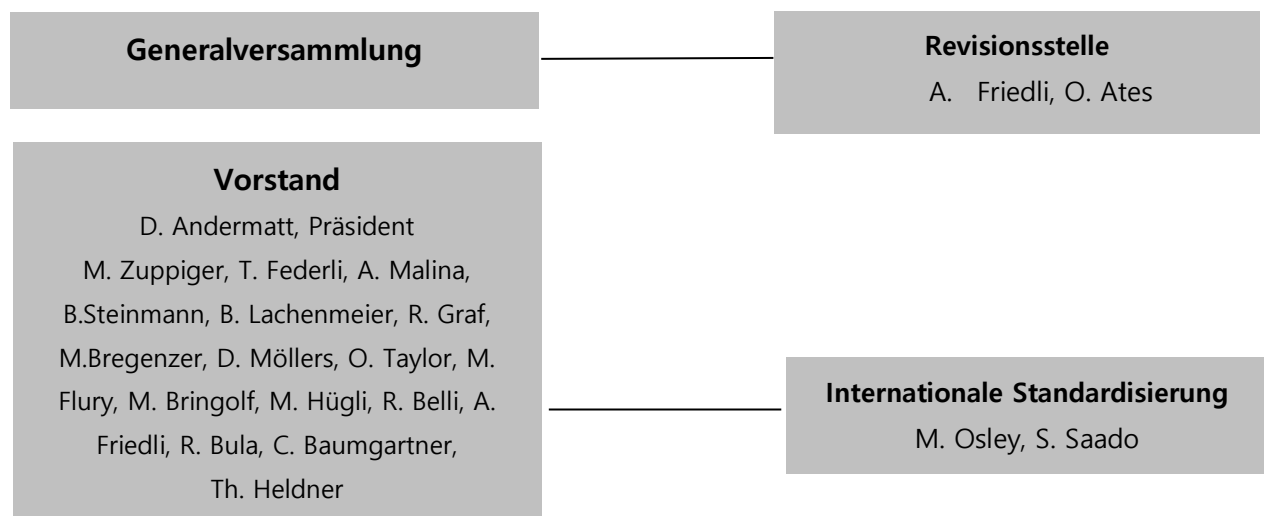 Generalversammlung
Revisionsstelle
A. Friedli, O. Ates
Vorstand
D. Andermatt, Präsident
M. Zuppiger, T. Federli, A. Malina,
B.Steinmann, B. Lachenmeier, R. Graf,
M.Bregenzer, D. Möllers, O. Taylor, M.
Flury, M. Bringolf, M. Hügli, R. Belli, A.
Friedli, R. Bula, C. Baumgartner,
Th. Heldner
Internationale Standardisierung
M. Osley, S. Saado